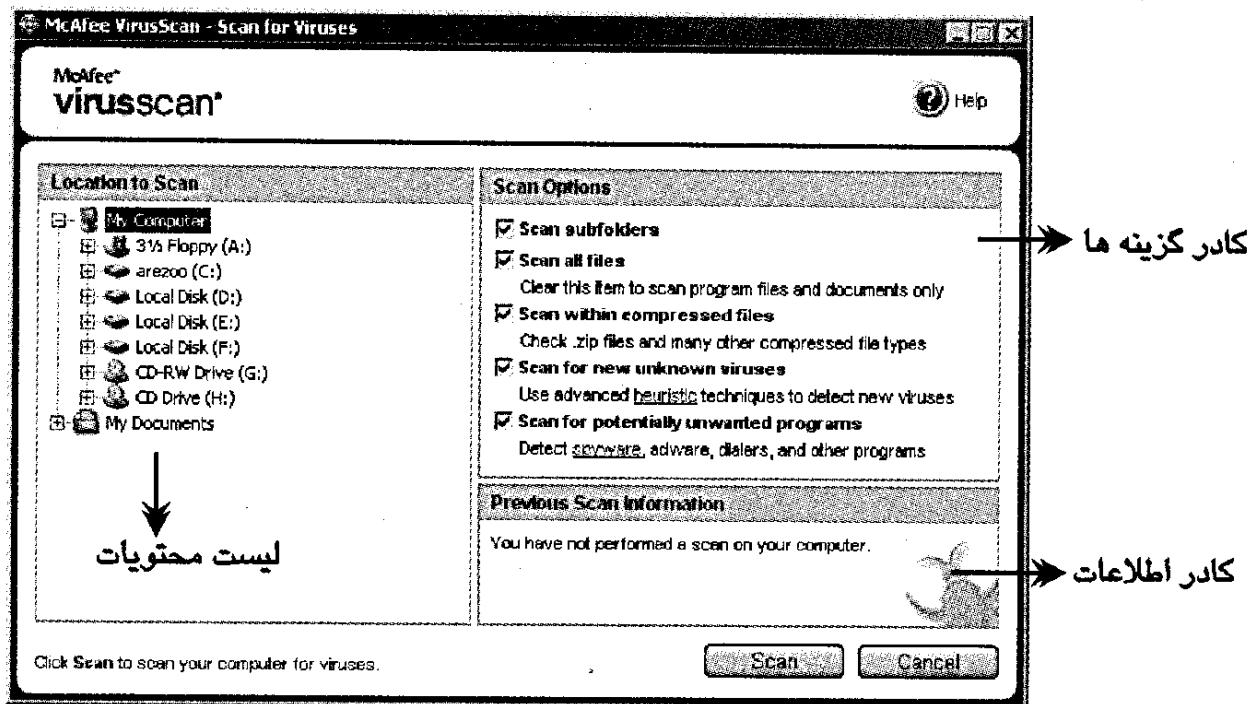 McAfee VirusScan - Scan for Viruses
McAfee
virusscan
Help
Location to Scan
My Computer
3½ Floppy (A:)
arezoo (C:)
Local Disk (D:)
Local Disk (E:)
Local Disk (F:)
CD-RW Drive (G:)
CD Drive (H:)
My Documents
لیست محتویات
Scan Options
Scan subfolders
Scan all files
Clear this item to scan program files and documents only
Scan within compressed files
Check .zip files and many other compressed file types
Scan for new unknown viruses
Use advanced heuristic techniques to detect new viruses
Scan for potentially unwanted programs
Detect spyware, adware, dialers, and other programs
کادر گزینه ها
Previous Scan Information
You have not performed a scan on your computer.
کادر اطلاعات
Click Scan to scan your computer for viruses.
Scan
Cancel